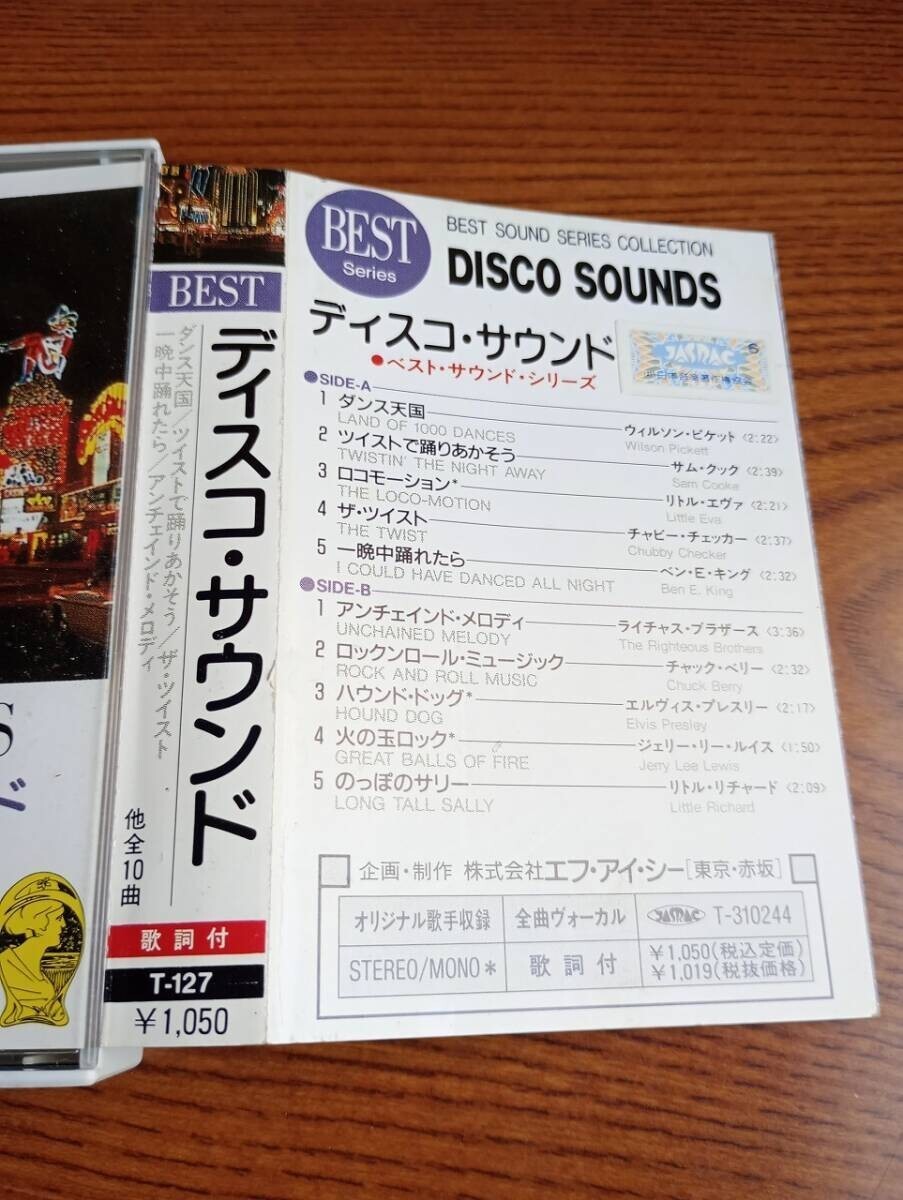 BEST
ディスコ・サウンド
ダンス天国/ツイストで踊りあかそう/ザ・ツイスト
一晩中踊れたら/アンチェインド・メロディ
他全10曲
歌詞付
T-127
¥1,050
S
ド
BEST
Series
BEST SOUND SERIES COLLECTION
DISCO SOUNDS
ディスコ・サウンド
●ベスト・サウンド・シリーズ
JASRAC
6
●SIDE-A
1 ダンス天国 ウィルソン・ピケット 〈2:22〉
LAND OF 1000 DANCES Wilson Pickett
2 ツイストで踊りあかそう サム・クック 〈2:39〉
TWISTIN' THE NIGHT AWAY Sam Cooke
3 ロコモーション* リトル・エヴァ 〈2:21〉
THE LOCO-MOTION Little Eva
4 ザ・ツイスト チャビー・チェッカー 〈2:37〉
THE TWIST Chubby Checker
5 一晩中踊れたら ベン・E・キング 〈2:32〉
I COULD HAVE DANCED ALL NIGHT Ben E. King
●SIDE-B
1 アンチェインド・メロディ ライチャス・ブラザース 〈3:36〉
UNCHAINED MELODY The Righteous Brothers
2 ロックンロール・ミュージック チャック・ベリー 〈2:32〉
ROCK AND ROLL MUSIC Chuck Berry
3 ハウンド・ドッグ* エルヴィス・プレスリー 〈2:17〉
HOUND DOG Elvis Presley
4 火の玉ロック* ジェリー・リー・ルイス 〈1:50〉
GREAT BALLS OF FIRE Jerry Lee Lewis
5 のっぽのサリー リトル・リチャード 〈2:09〉
LONG TALL SALLY Little Richard
企画・制作 株式会社エフ・アイ・シー[東京・赤坂]
オリジナル歌手収録 全曲ヴォーカル JASRAC T-310244
STEREO/MONO* 歌詞付 ¥1,050(税込定価)
¥1,019(税抜価格)